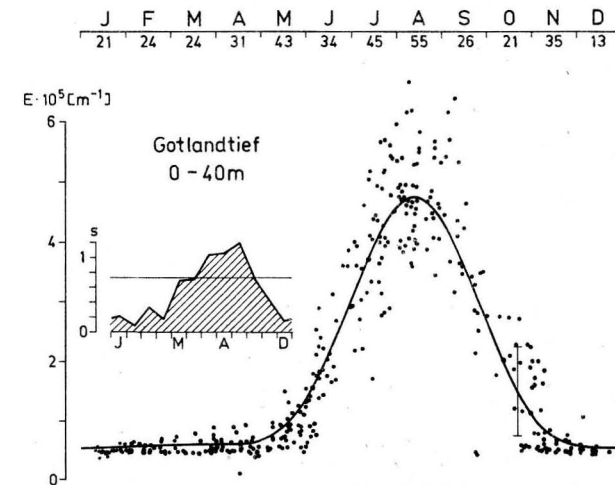 J F M A M J J A S O N D
21 24 24 31 43 34 45 55 26 21 35 13
E·10⁵[m⁻¹]
6
Gotlandtief
0 – 40m
4
S
1
0
J M A D
2
0